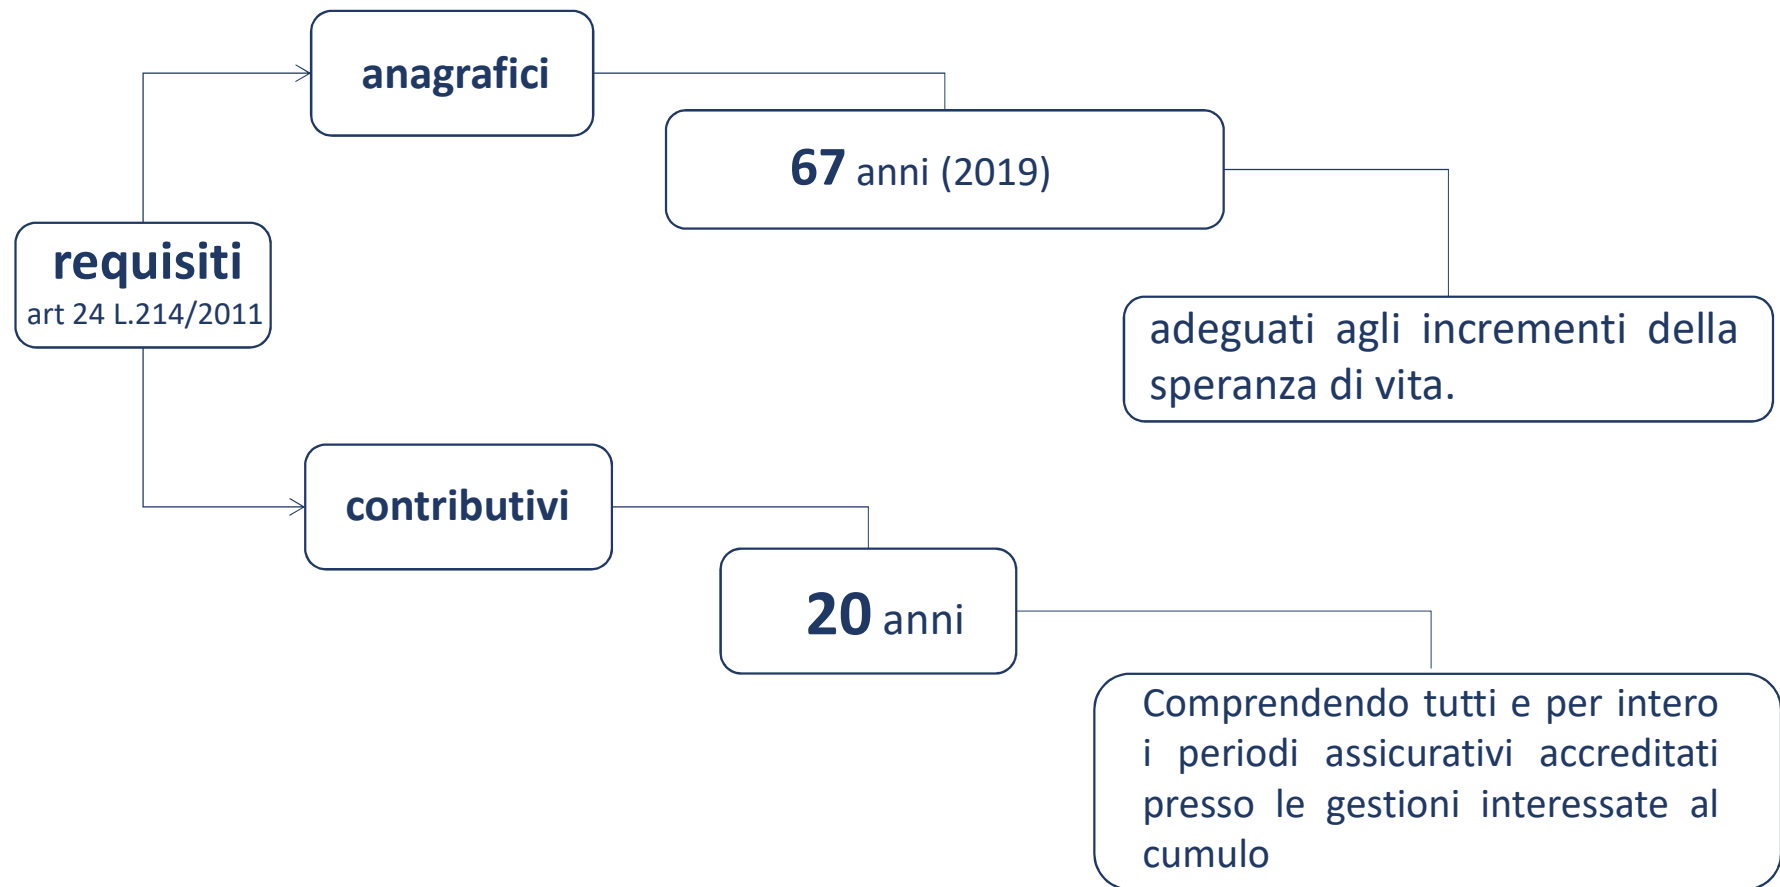 anagrafici
67 anni (2019)
requisiti
art 24 L.214/2011
adeguati agli incrementi della
speranza di vita.
contributivi
20 anni
Comprendendo tutti e per intero
i periodi assicurativi accreditati
presso le gestioni interessate al
cumulo